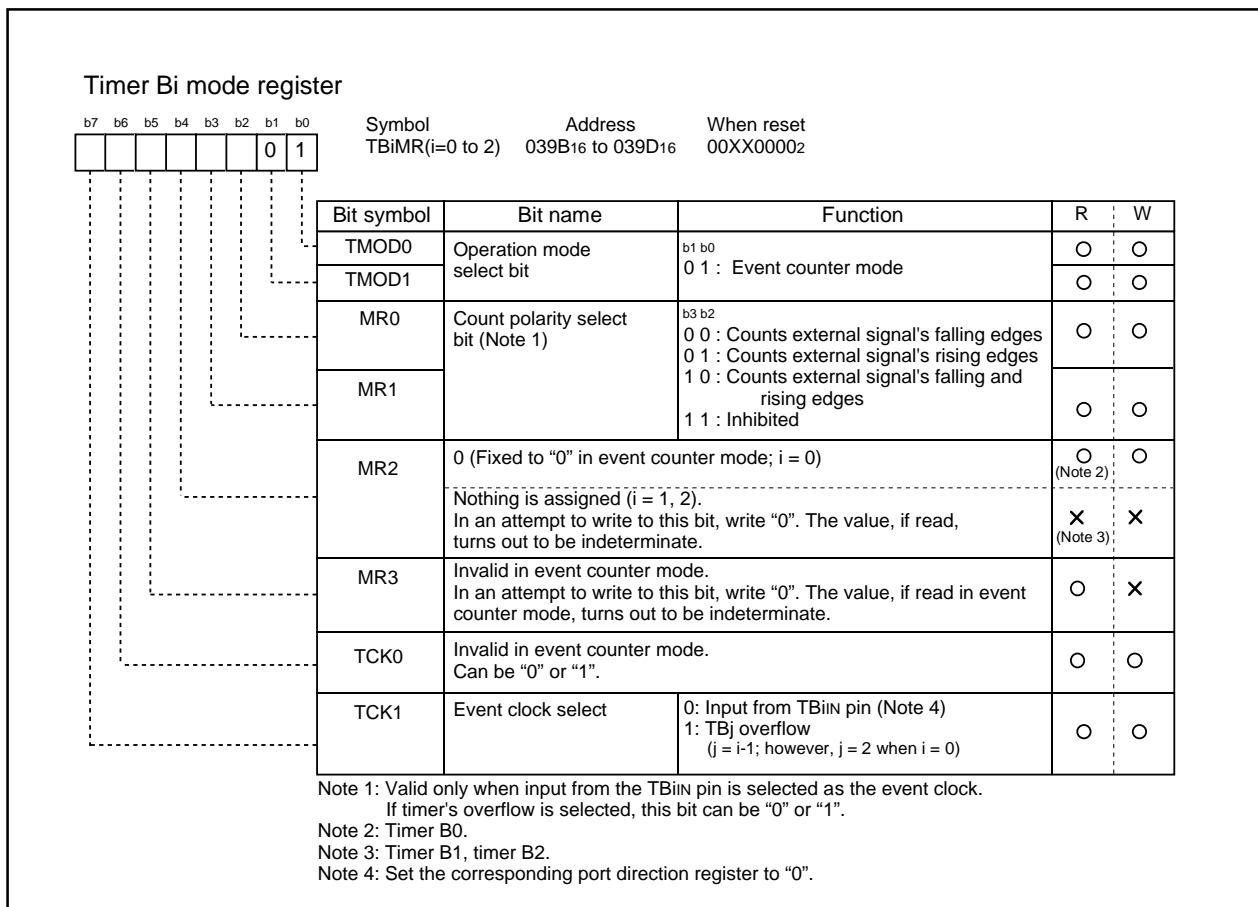 Timer Bi mode register
b7 b6 b5 b4 b3 b2 b1 b0
0 1
Symbol Address When reset
TBiMR(i=0 to 2) 039B16 to 039D16 00XX00002
Bit symbol Bit name Function R W
TMOD0 Operation mode select bit b1 b0
0 1 : Event counter mode O O
TMOD1 O O
MR0 Count polarity select bit (Note 1) b3 b2
0 0 : Counts external signal's falling edges O O
0 1 : Counts external signal's rising edges
MR1 1 0 : Counts external signal's falling and
rising edges
1 1 : Inhibited O O
MR2 0 (Fixed to “0” in event counter mode; i = 0) O O
(Note 2)
Nothing is assigned (i = 1, 2).
In an attempt to write to this bit, write “0”. The value, if read, × ×
turns out to be indeterminate. (Note 3)
MR3 Invalid in event counter mode.
In an attempt to write to this bit, write “0”. The value, if read in event O ×
counter mode, turns out to be indeterminate.
TCK0 Invalid in event counter mode. O O
Can be “0” or “1”.
TCK1 Event clock select 0: Input from TBiIN pin (Note 4)
1: TBj overflow O O
(j = i-1; however, j = 2 when i = 0)
Note 1: Valid only when input from the TBiIN pin is selected as the event clock.
If timer's overflow is selected, this bit can be “0” or “1”.
Note 2: Timer B0.
Note 3: Timer B1, timer B2.
Note 4: Set the corresponding port direction register to “0”.